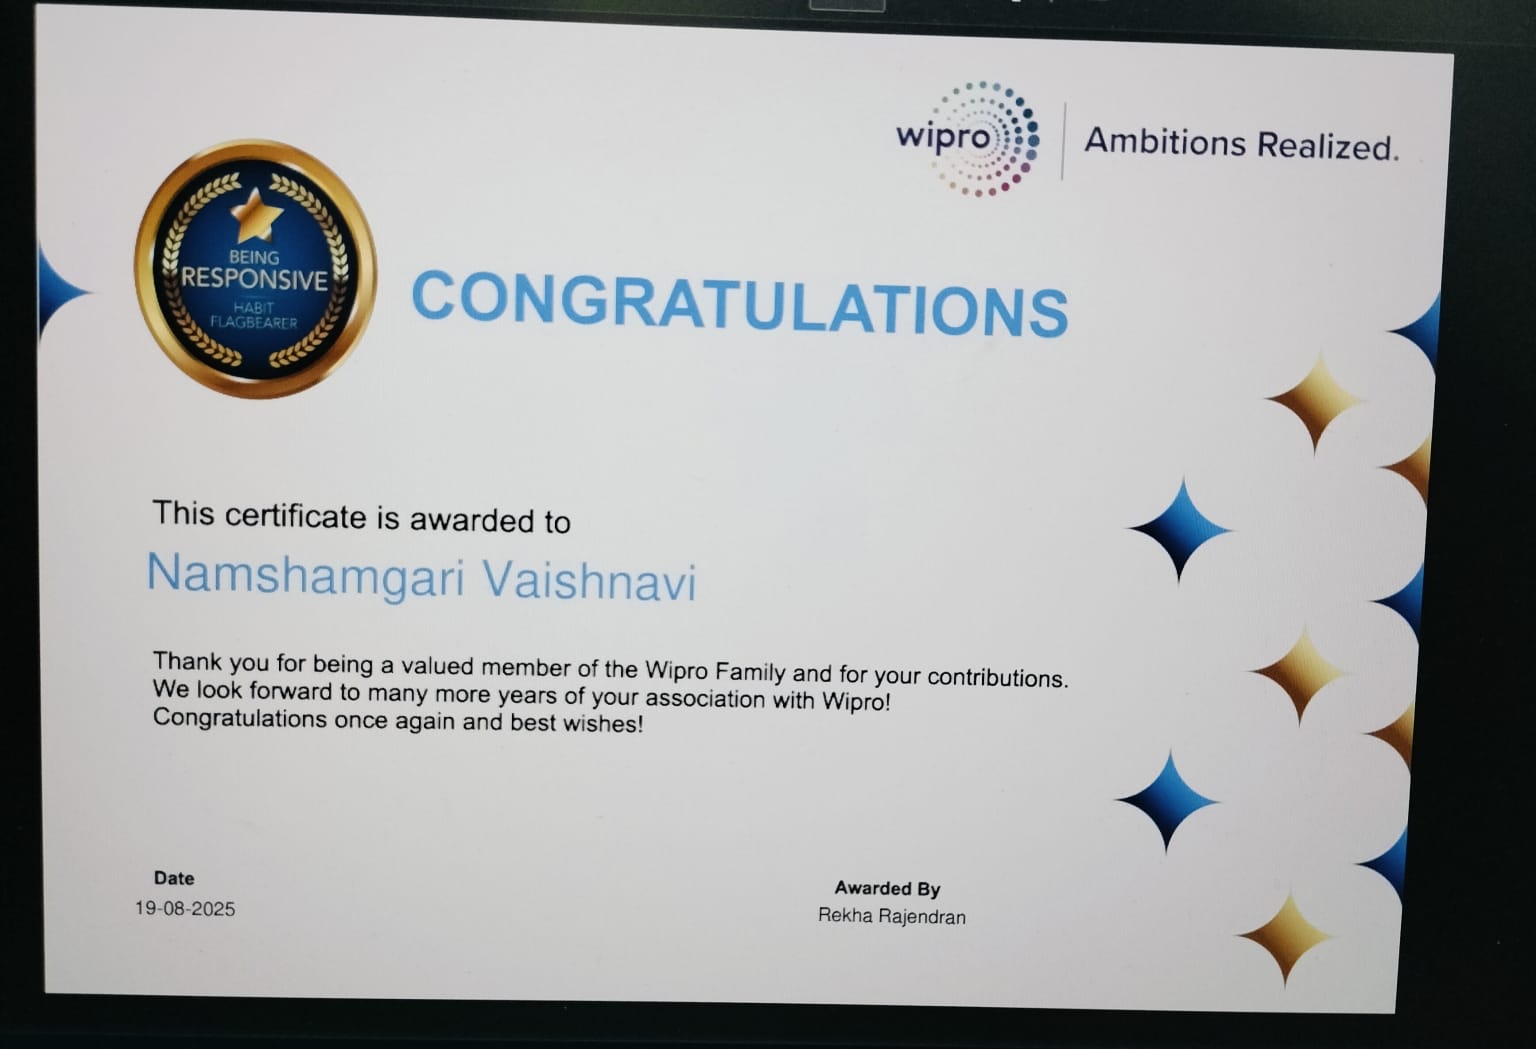 wipro
Ambitions Realized.
BEING
RESPONSIVE
HABIT
FLAGBEARER
CONGRATULATIONS
This certificate is awarded to
Namshamgari Vaishnavi
Thank you for being a valued member of the Wipro Family and for your contributions.
We look forward to many more years of your association with Wipro!
Congratulations once again and best wishes!
Date
19-08-2025
Awarded By
Rekha Rajendran